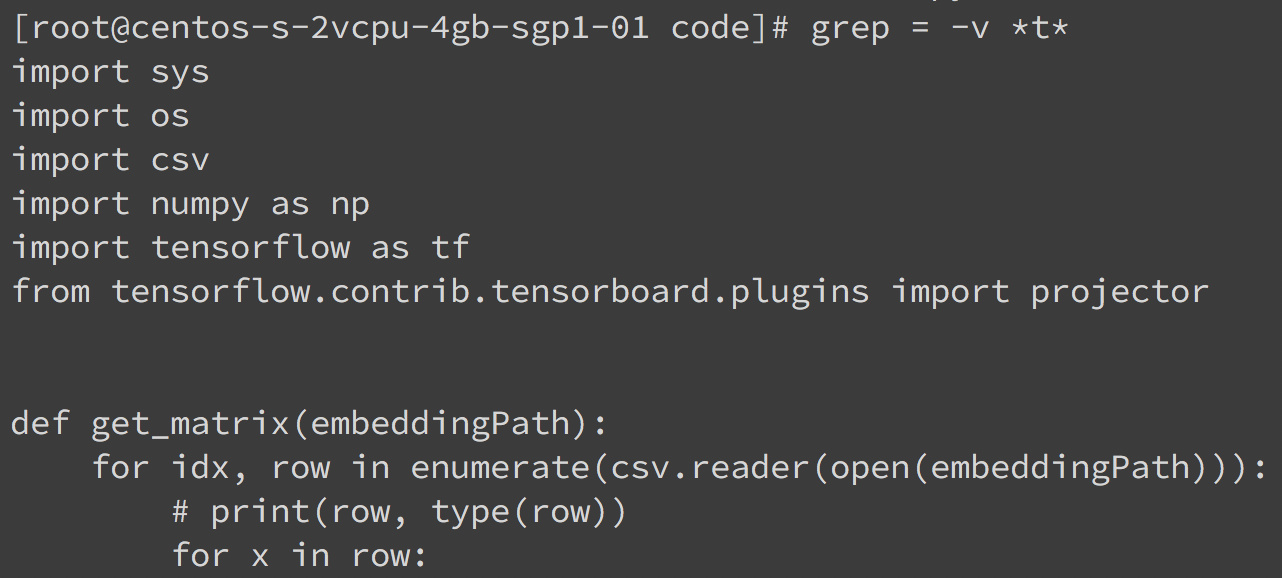 [root@centos-s-2vcpu-4gb-sgp1-01 code]# grep = -v *t*
import sys
import os
import csv
import numpy as np
import tensorflow as tf
from tensorflow.contrib.tensorboard.plugins import projector
def get_matrix(embeddingPath):
    for idx, row in enumerate(csv.reader(open(embeddingPath))):
        # print(row, type(row))
        for x in row: